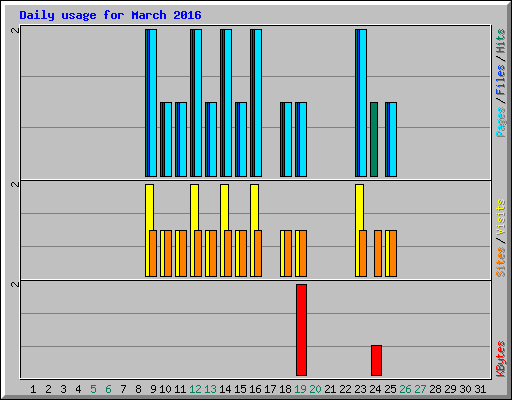 Daily usage for March 2016
2
Pages / Files / Hits
2
Sites / Visits
2
KBytes
1 2 3 4 5 6 7 8 9 10 11 12 13 14 15 16 17 18 19 20 21 22 23 24 25 26 27 28 29 30 31